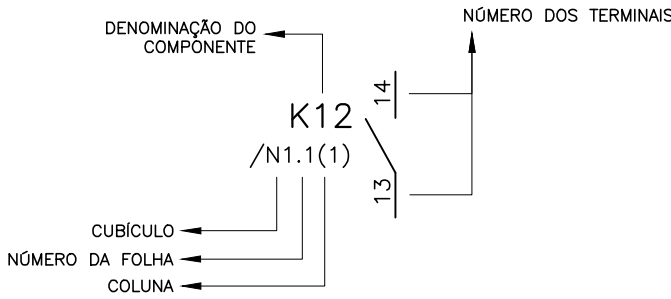 NÚMERO DOS TERMINAIS
DENOMINAÇÃO DO
COMPONENTE
14
K12
/N1.1(1)
13
CUBÍCULO
NÚMERO DA FOLHA
COLUNA